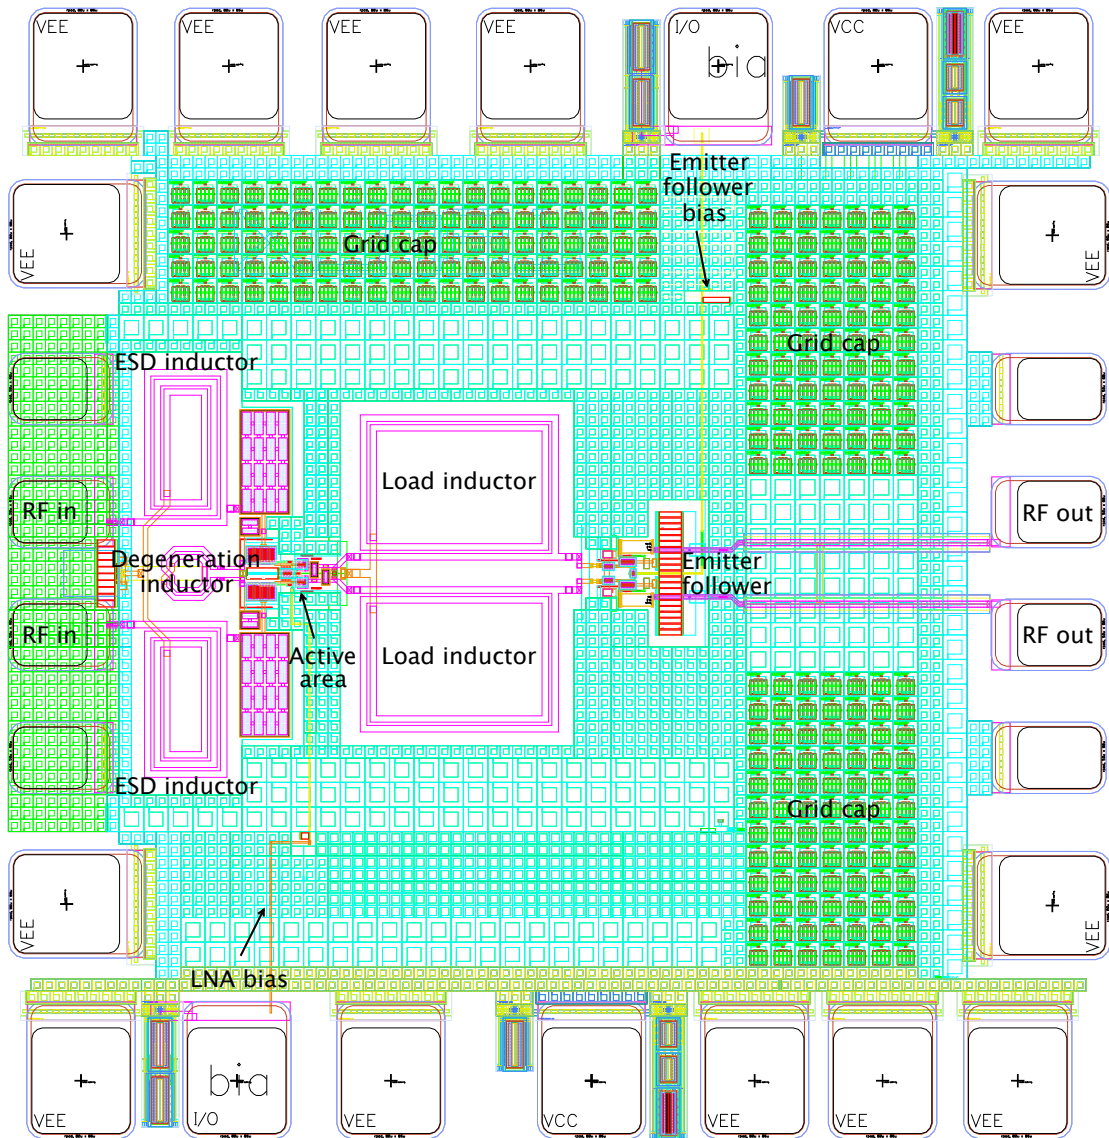 VEE
VEE
VEE
VEE
I/O
bia
VCC
VEE
Emitter
follower
bias
VEE
Grid cap
VEE
Grid cap
ESD inductor
Load inductor
RF in
RF out
Degeneration
inductor
Emitter
follower
RF in
RF out
Active
area
Load inductor
ESD inductor
Grid cap
VEE
VEE
LNA bias
VEE
bia
I/O
VEE
VCC
VEE
VEE
VEE